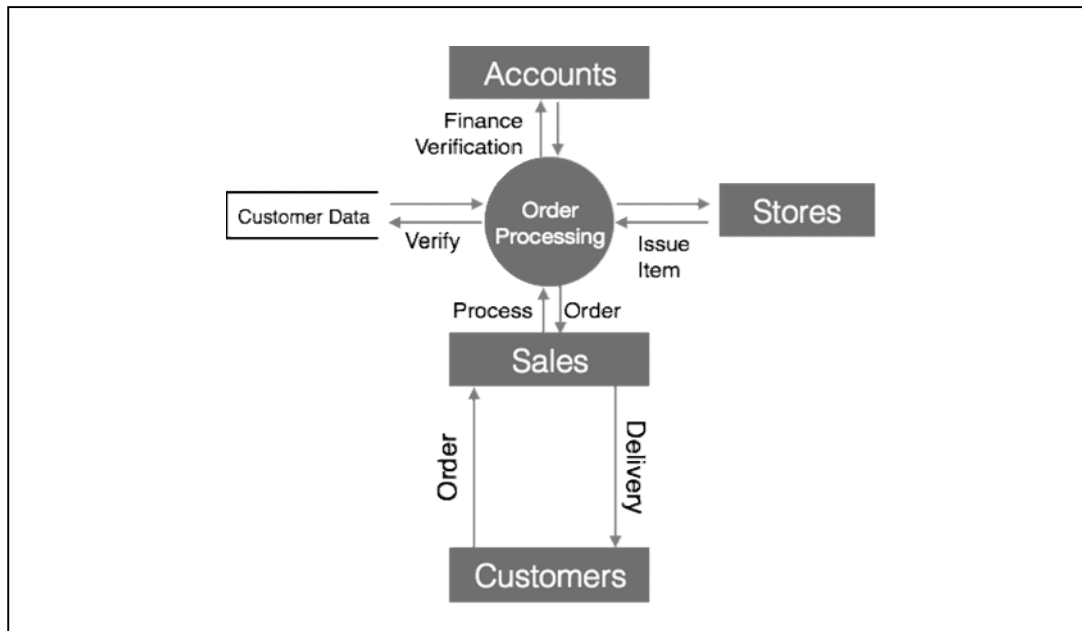 Accounts
Finance
Verification
Customer Data
Order
Processing
Stores
Verify
Issue
Item
Process
Order
Sales
Order
Delivery
Customers